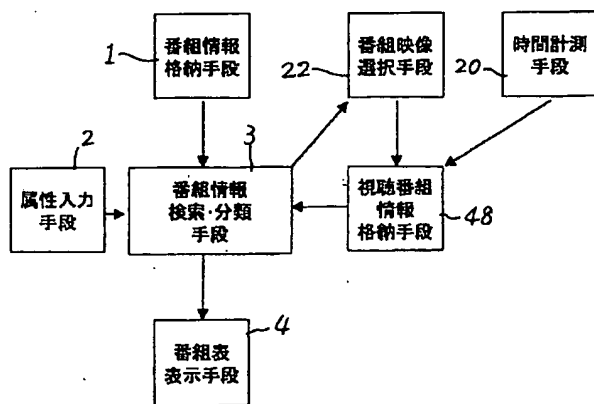 番組情報
格納手段
1
番組映像
選択手段
22
時間計測
手段
20
属性入力
手段
2
番組情報
検索・分類
手段
3
視聴番組
情報
格納手段
48
番組表
表示手段
4